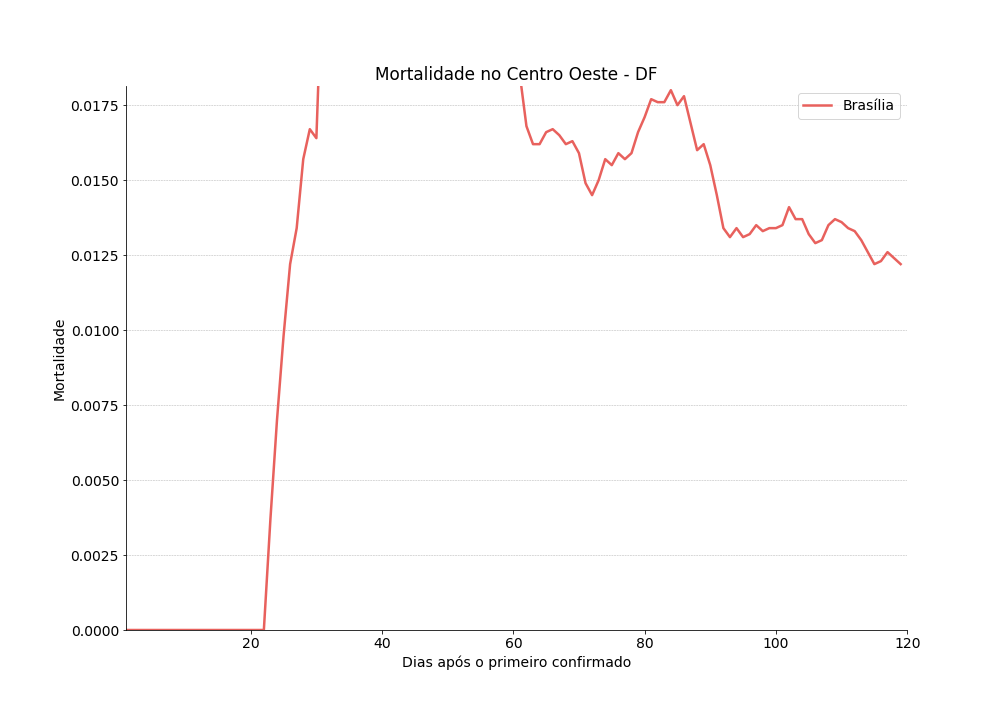 Mortalidade no Centro Oeste - DF
Brasília
Mortalidade
0.0175
0.0150
0.0125
0.0100
0.0075
0.0050
0.0025
0.0000
20 40 60 80 100 120
Dias após o primeiro confirmado